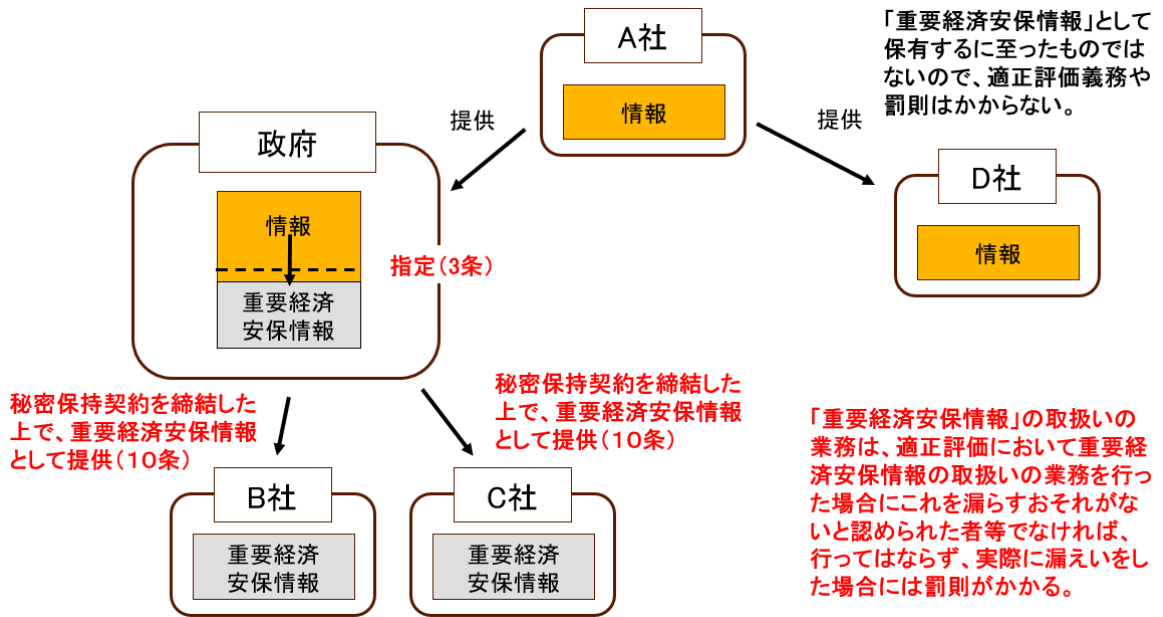 A社
情報
「重要経済安保情報」として
保有するに至ったものでは
ないので、適正評価義務や
罰則はかからない。
提供
提供
政府
情報
指定(3条)
重要経済
安保情報
D社
情報
秘密保持契約を締結した
上で、重要経済安保情報
として提供(10条)
秘密保持契約を締結した
上で、重要経済安保情報
として提供(10条)
B社
重要経済
安保情報
C社
重要経済
安保情報
「重要経済安保情報」の取扱いの
業務は、適正評価において重要経
済安保情報の取扱いの業務を行っ
た場合にこれを漏らすおそれがな
いと認められた者等でなければ、
行ってはならず、実際に漏えいをし
た場合には罰則がかかる。